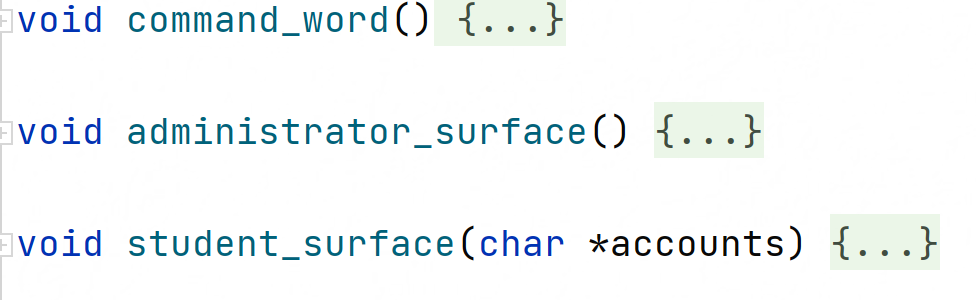 void command_word() {...}
void administrator_surface() {...}
void student_surface(char *accounts) {...}